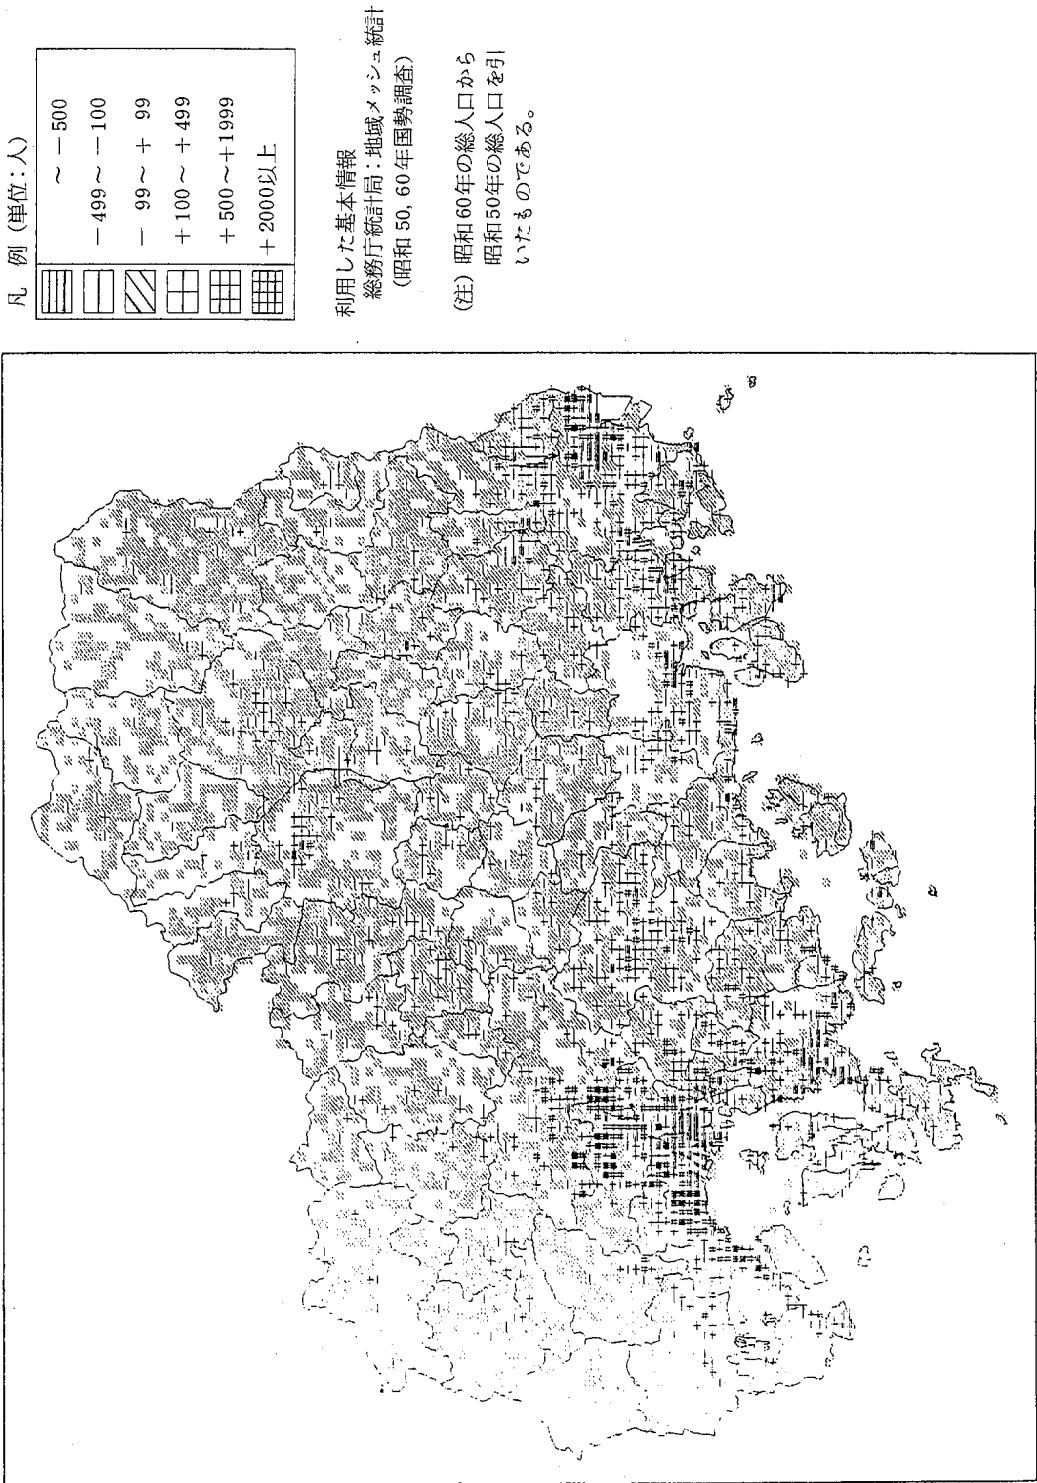 凡 例 (単位:人)
~ -500
-499~ -100
- 99~ + 99
+100~ +499
+500~+1999
+2000以上
利用した基本情報
総務庁統計局:地域メッシュ統計
(昭和 50, 60年国勢調査)
(注) 昭和60年の総人口から
昭和50年の総人口を引
いたものである。